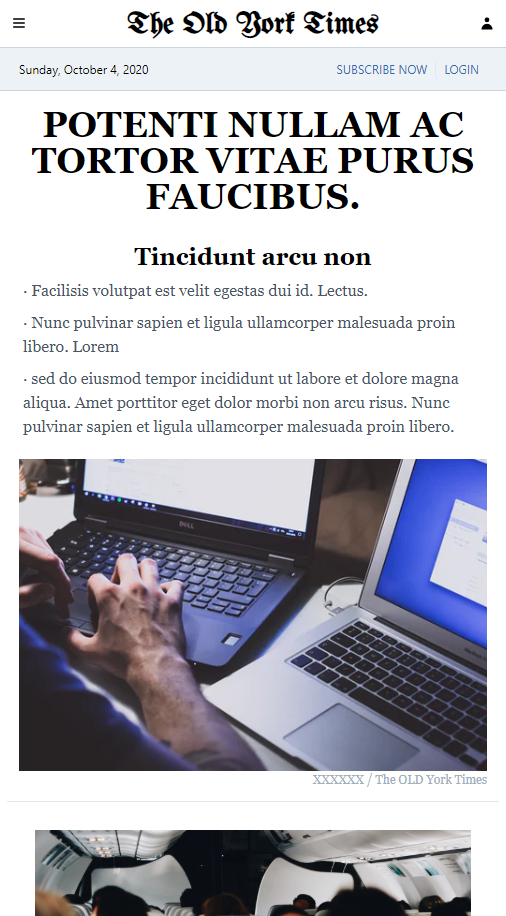 The Old York Times
Sunday, October 4, 2020
SUBSCRIBE NOW
LOGIN
POTENTI NULLAM AC
TORTOR VITAE PURUS
FAUCIBUS.
Tincidunt arcu non
· Facilisis volutpat est velit egestas dui id. Lectus.
· Nunc pulvinar sapien et ligula ullamcorper malesuada proin
libero. Lorem
· sed do eiusmod tempor incididunt ut labore et dolore magna
aliqua. Amet porttitor eget dolor morbi non arcu risus. Nunc
pulvinar sapien et ligula ullamcorper malesuada proin libero.
DELL
XXXXXX / The OLD York Times